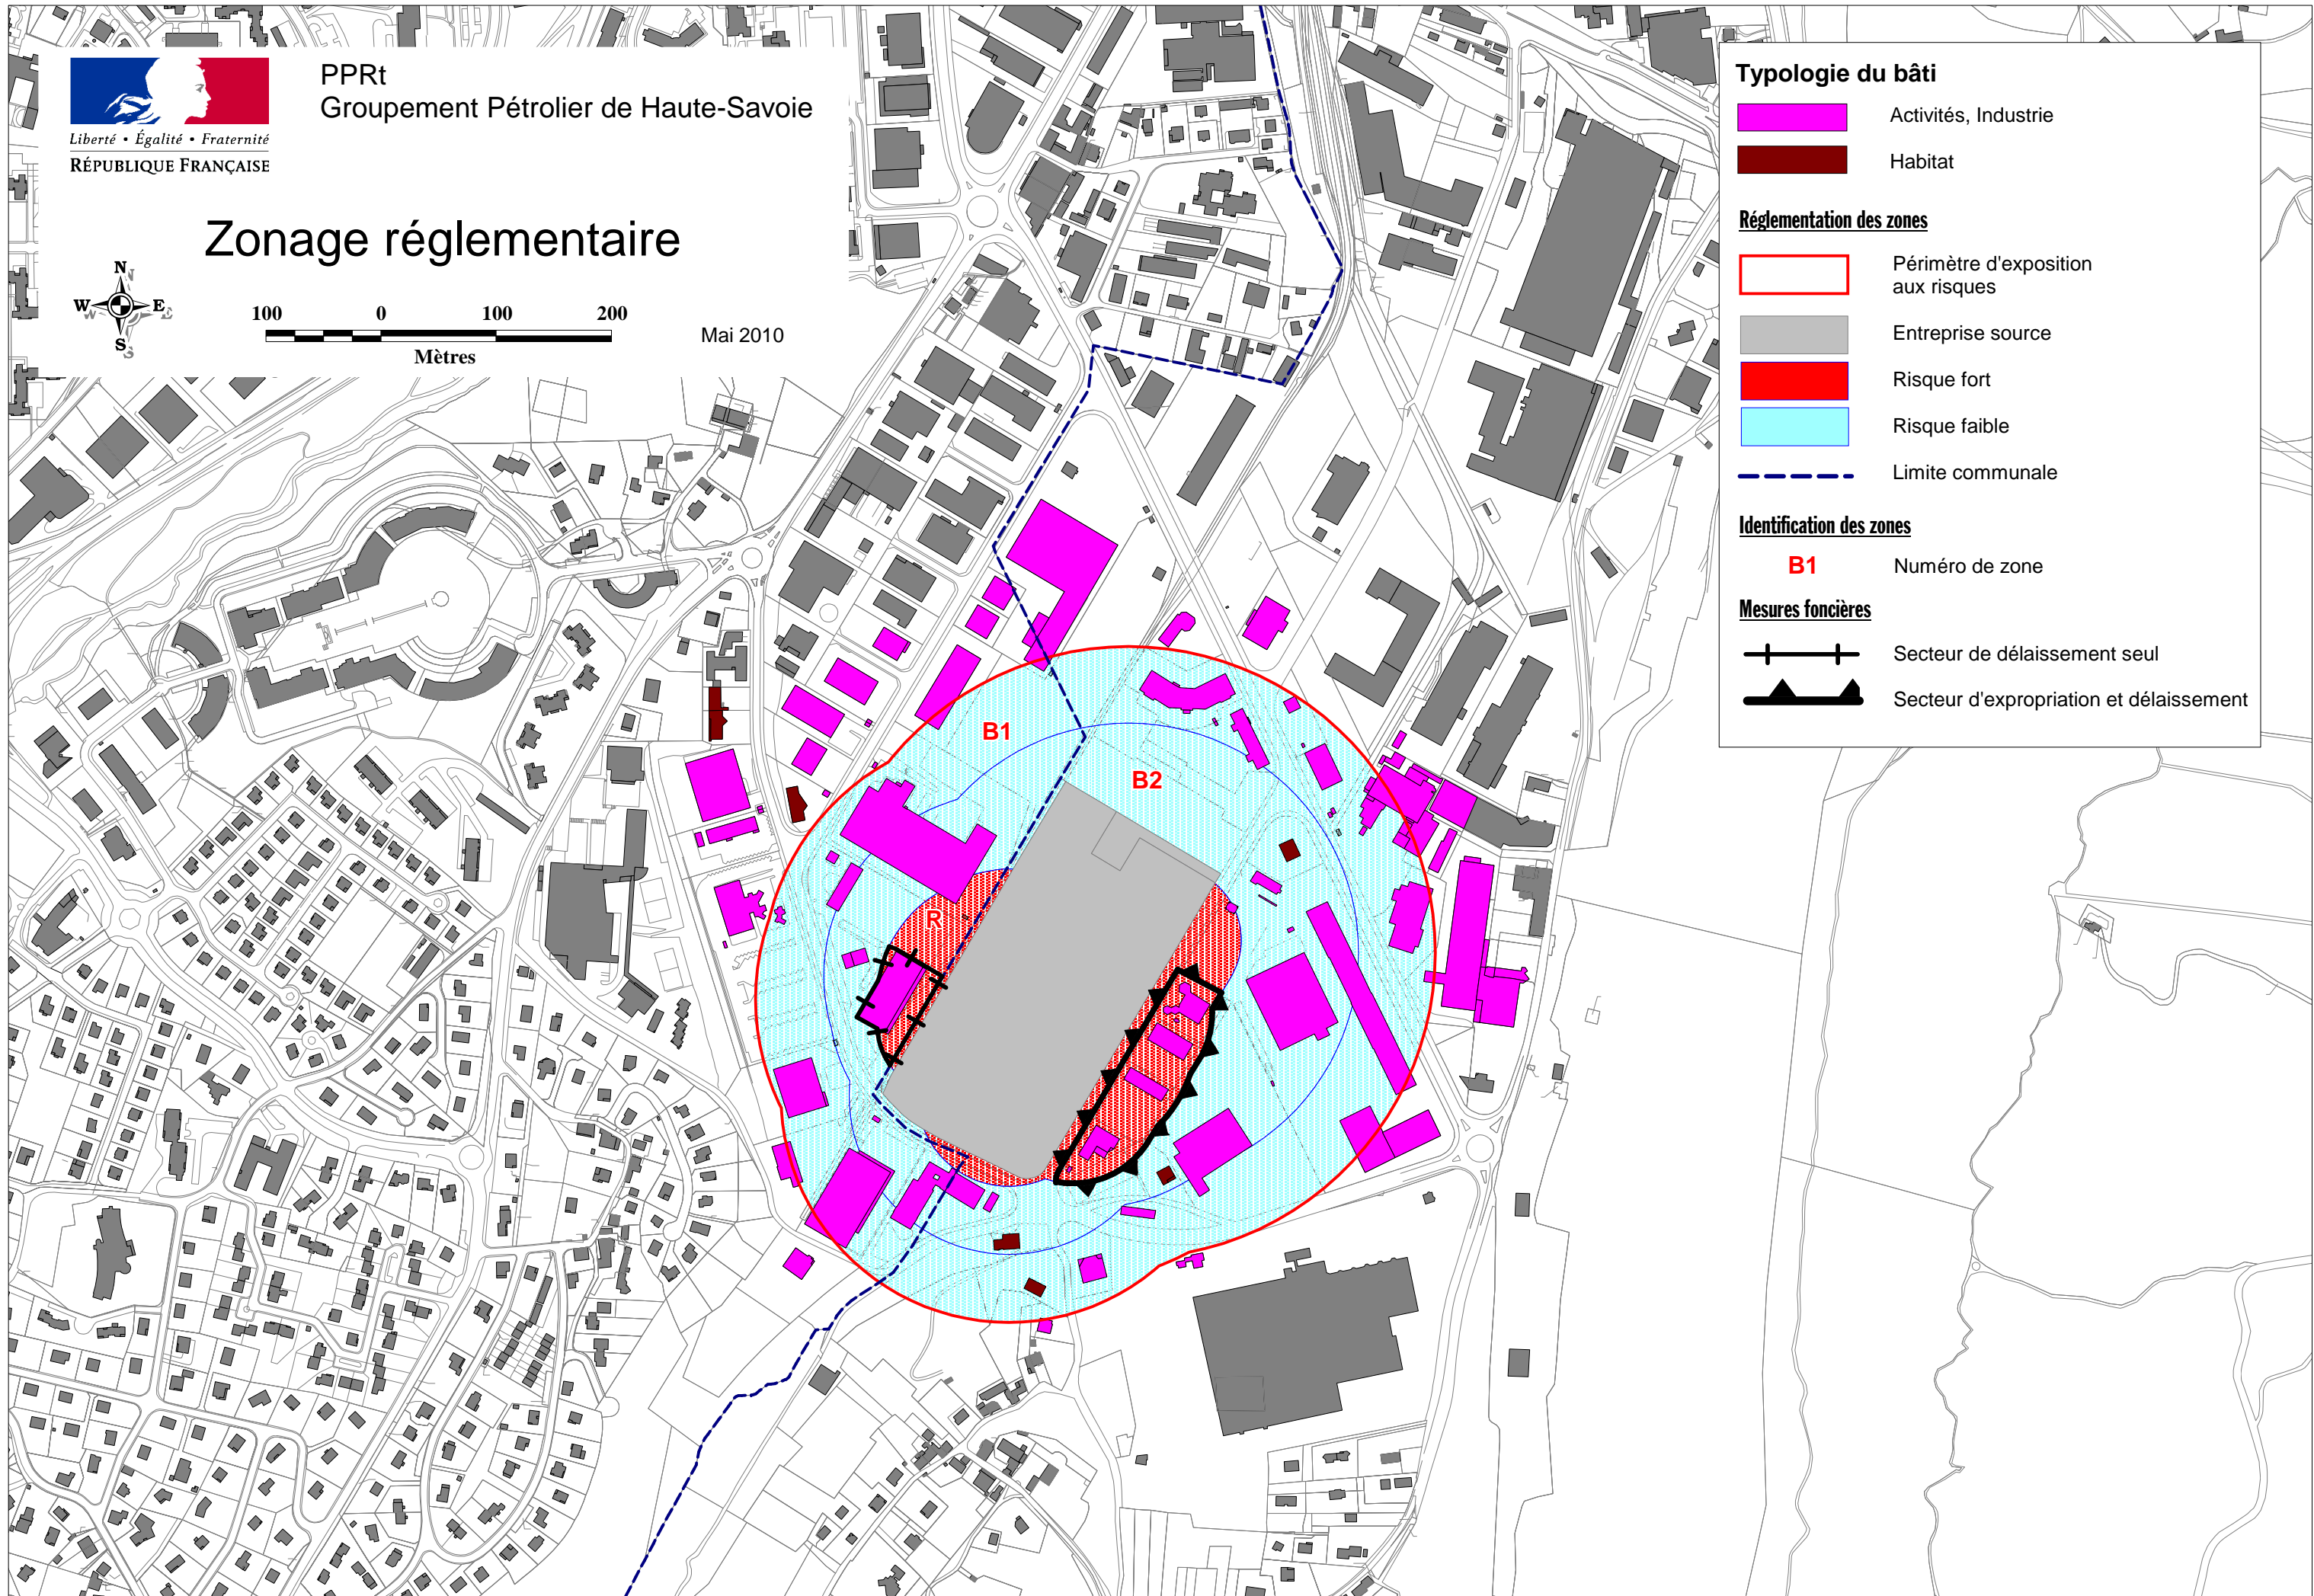 PPRt
Groupement Pétrolier de Haute-Savoie
Liberté • Égalité • Fraternité
RÉPUBLIQUE FRANÇAISE
Zonage réglementaire
N
W E
S
100 0 100 200
Mètres
Mai 2010
Typologie du bâti
Activités, Industrie
Habitat
Réglementation des zones
Périmètre d'exposition
aux risques
Entreprise source
Risque fort
Risque faible
Limite communale
Identification des zones
B1 Numéro de zone
Mesures foncières
Secteur de délaissement seul
Secteur d'expropriation et délaissement
B1
B2
R